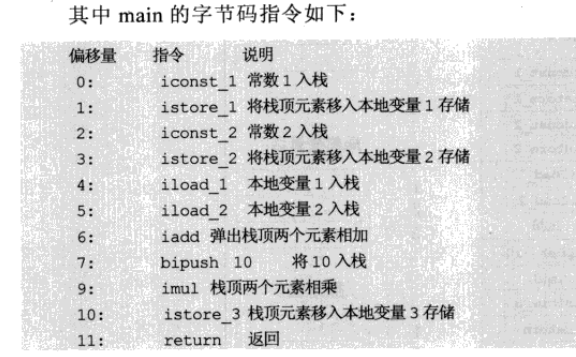 其中 main 的字节码指令如下：
偏移量 指令 说明
0: iconst_1 常数1入栈
1: istore_1 将栈顶元素移入本地变量1存储
2: iconst_2 常数2入栈
3: istore_2 将栈顶元素移入本地变量2存储
4: iload_1 本地变量1入栈
5: iload_2 本地变量2入栈
6: iadd 弹出栈顶两个元素相加
7: bipush 10 将10入栈
9: imul 栈顶两个元素相乘
10: istore_3 栈顶元素移入本地变量3存储
11: return 返回